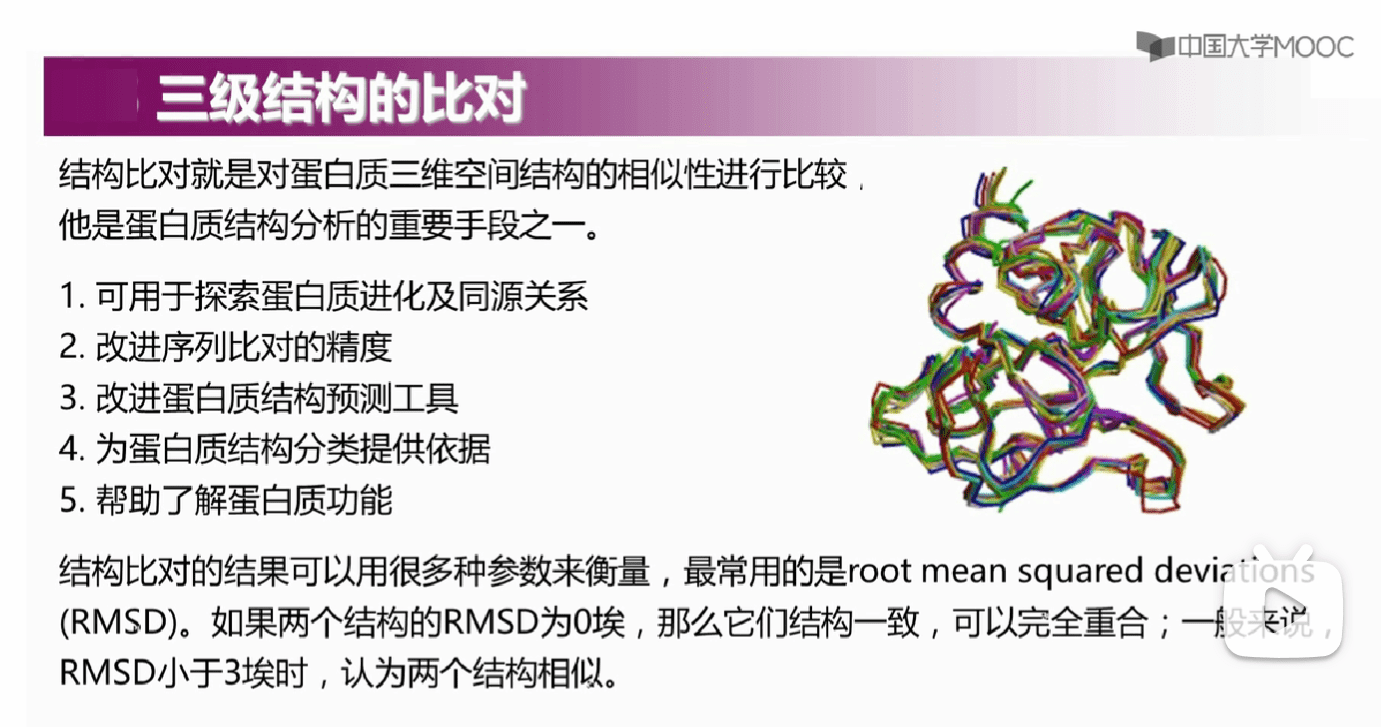 中国大学MOOC
三级结构的比对
结构比对就是对蛋白质三维空间结构的相似性进行比较，
他是蛋白质结构分析的重要手段之一。
1. 可用于探索蛋白质进化及同源关系
2. 改进序列比对的精度
3. 改进蛋白质结构预测工具
4. 为蛋白质结构分类提供依据
5. 帮助了解蛋白质功能
结构比对的结果可以用很多种参数来衡量，最常用的是root mean squared deviations
(RMSD)。如果两个结构的RMSD为0埃，那么它们结构一致，可以完全重合；一般来说，
RMSD小于3埃时，认为两个结构相似。